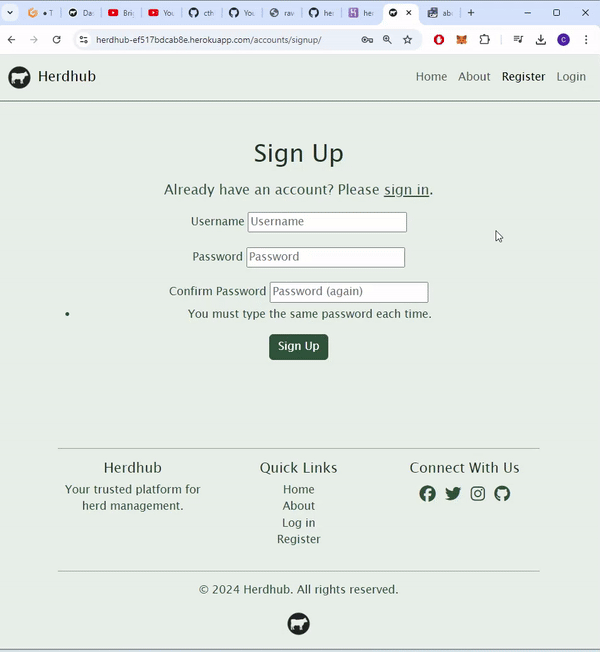 T
Da
Bri
You
cth
You
rav
her
her
aba
herdhub-ef517bdcab8e.herokuapp.com/accounts/signup/
C
Herdhub
Home About Register Login
Sign Up
Already have an account? Please sign in.
Username Username
Password Password
Confirm Password Password (again)
• You must type the same password each time.
Sign Up
Herdhub
Your trusted platform for
herd management.
Quick Links
Home
About
Log in
Register
Connect With Us
© 2024 Herdhub. All rights reserved.